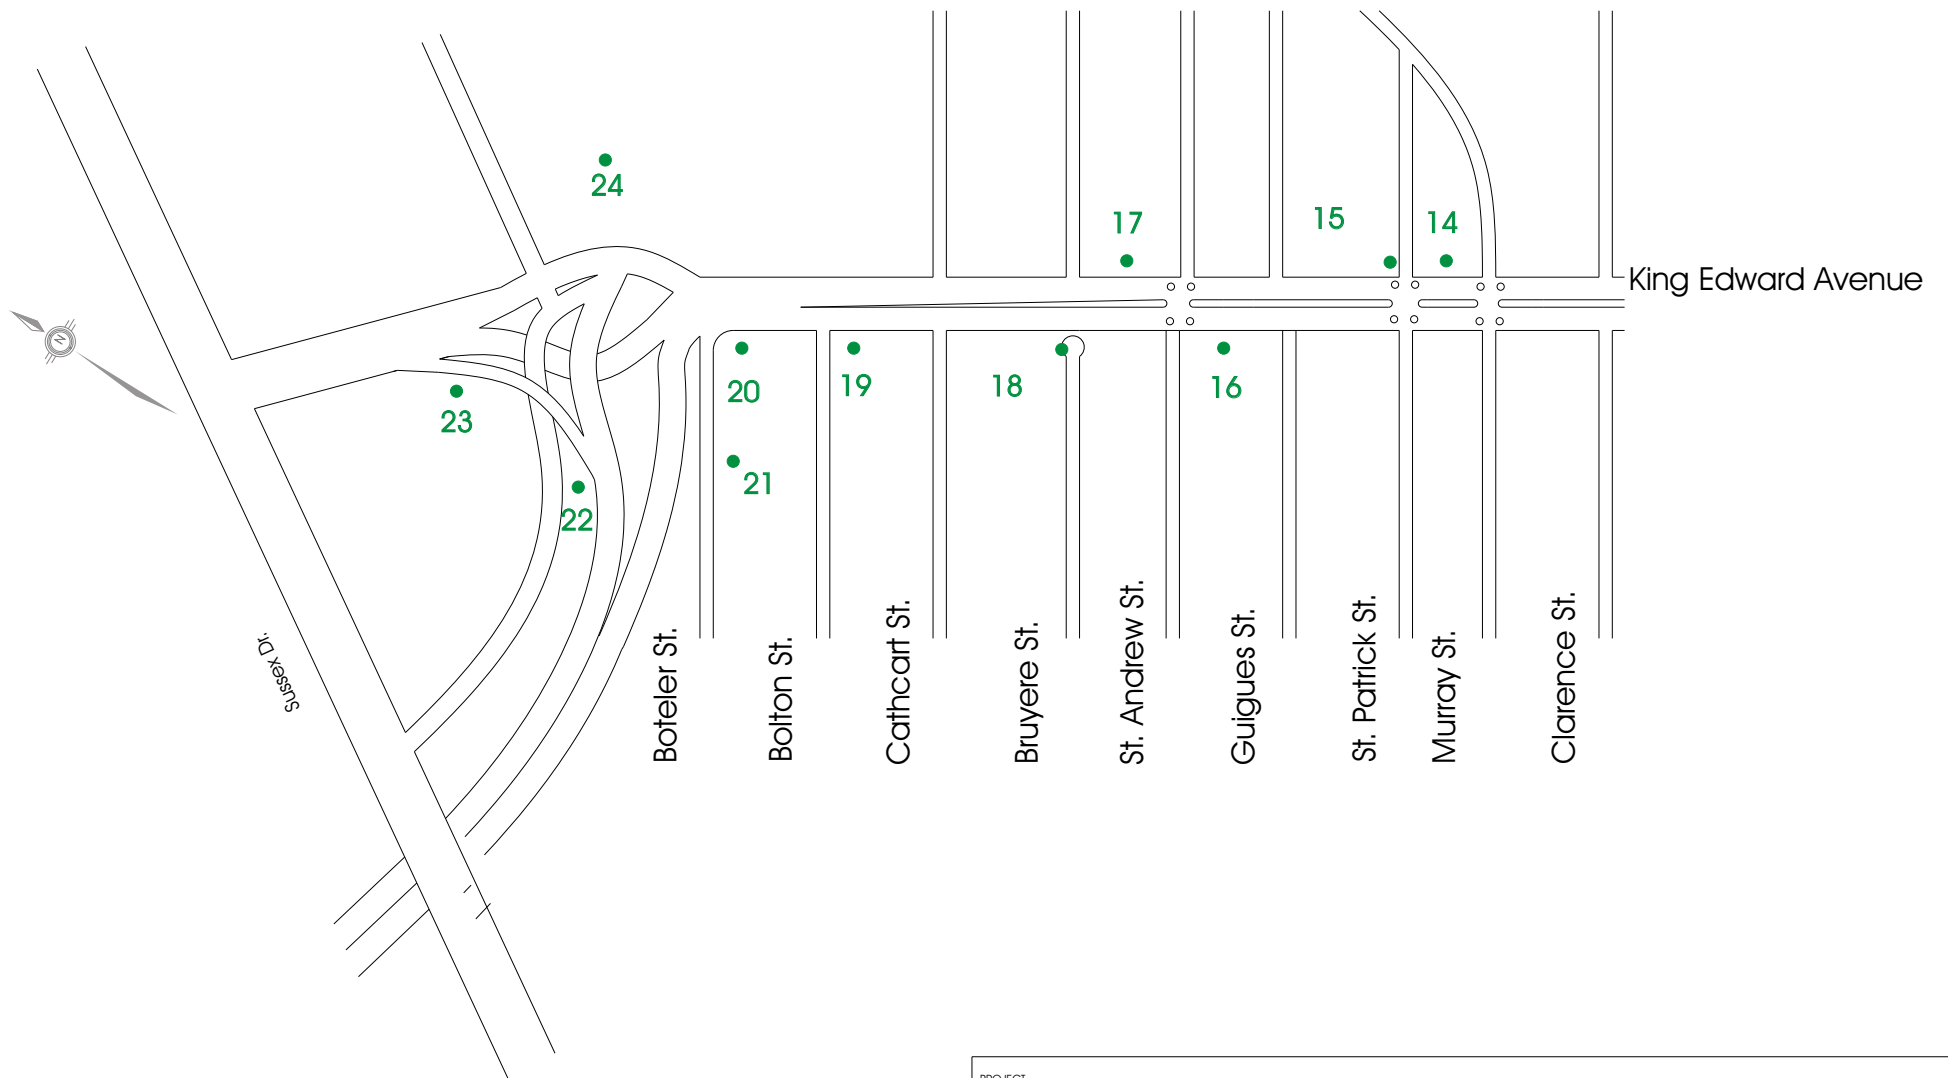 24
17
15
14
King Edward Avenue
N
20
19
18
16
23
21
22
Sussex Dr.
Boteler St.
Bolton St.
Cathcart St.
Bruyere St.
St. Andrew St.
Guigues St.
St. Patrick St.
Murray St.
Clarence St.
PROJECT